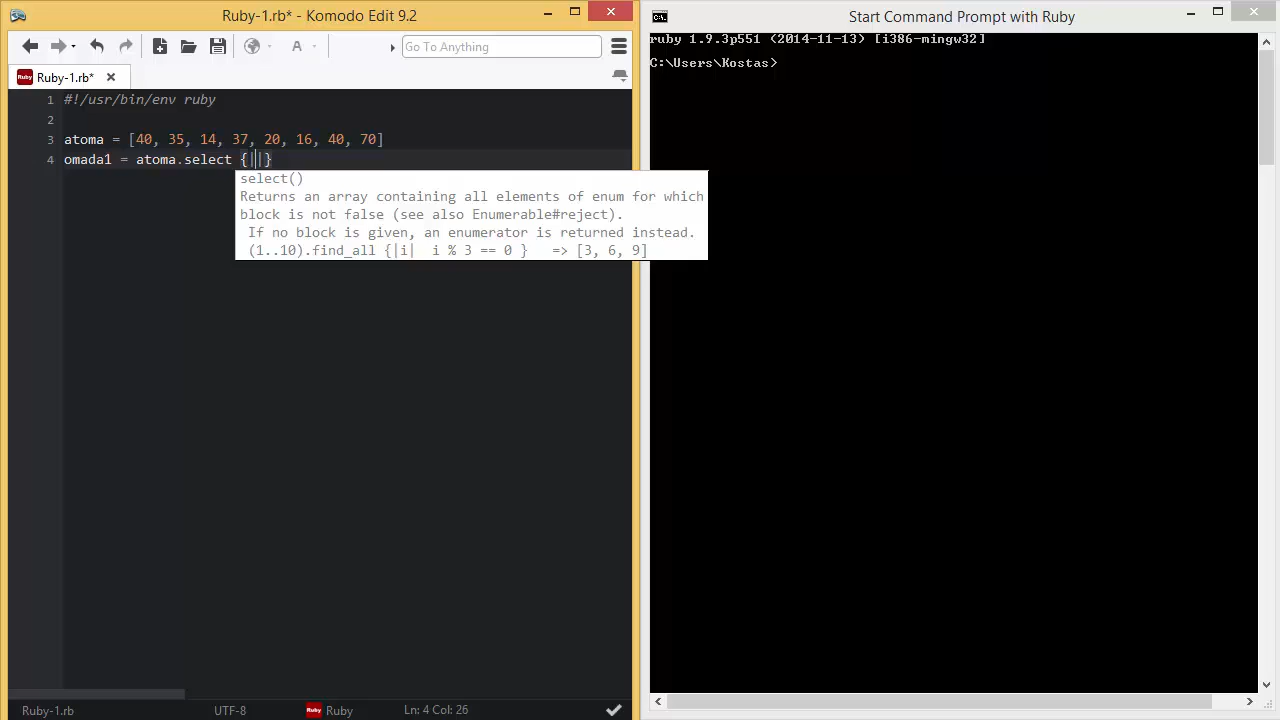 Ruby-1.rb* - Komodo Edit 9.2
Go To Anything
Ruby-1.rb*
1 #!/usr/bin/env ruby
2
3 atoma = [40, 35, 14, 37, 20, 16, 40, 70]
4 omada1 = atoma.select {||}
select()
Returns an array containing all elements of enum for which
block is not false (see also Enumerable#reject).
If no block is given, an enumerator is returned instead.
(1..10).find_all {|i|  i % 3 == 0 }   => [3, 6, 9]
Ruby-1.rb UTF-8 Ruby Ln: 4 Col: 26
Start Command Prompt with Ruby
ruby 1.9.3p551 (2014-11-13) [i386-mingw32]
C:\Users\Kostas>